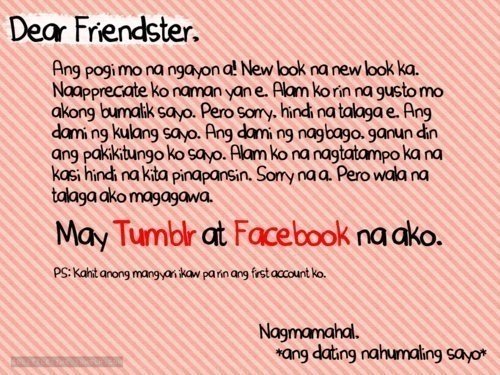 Dear Friendster,
Ang pogi mo na ngayon a! New look na new look ka.
Naappreciate ko naman yan e. Alam ko rin na gusto mo
akong bumalik sayo. Pero sorry, hindi na talaga e. Ang
dami ng kulang sayo. Ang dami ng nagbago, ganun din
ang pakikitungo ko sayo. Alam ko na nagtatampo ka na
kasi hindi na kita pinapansin. Sorry na a. Pero wala na
talaga ako magagawa.
May Tumblr at Facebook na ako.
PS: Kahit anong mangyari ikaw pa rin ang first account ko.
Nagmamahal,
*ang dating nahumaling sayo*